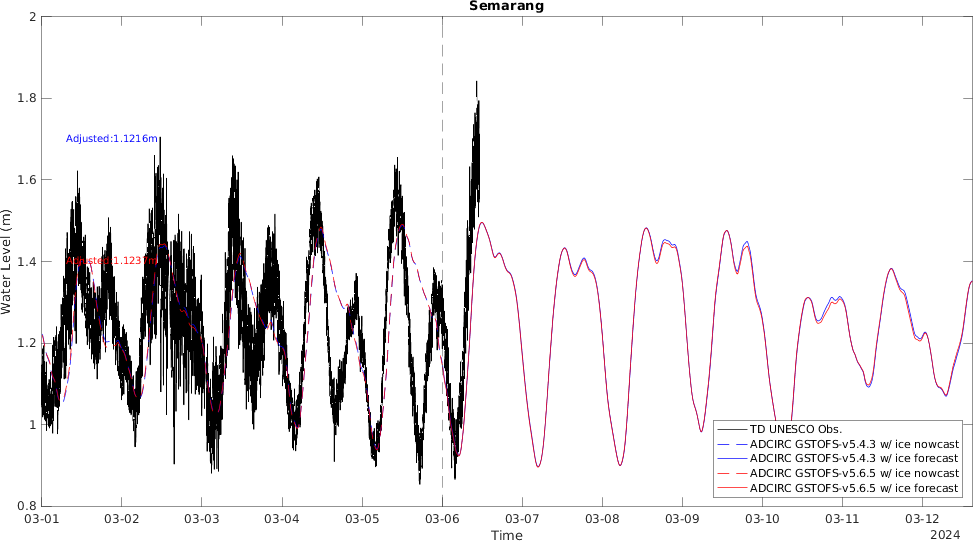 Semarang
2
1.8
1.6
1.4
1.2
1
0.8
Water Level (m)
Adjusted:1.1216m
Adjusted:1.1237m
03-01 03-02 03-03 03-04 03-05 03-06 03-07 03-08 03-09 03-10 03-11 03-12
2024
Time
TD UNESCO Obs.
ADCIRC GSTOFS-v5.4.3 w/ ice nowcast
ADCIRC GSTOFS-v5.4.3 w/ ice forecast
ADCIRC GSTOFS-v5.6.5 w/ ice nowcast
ADCIRC GSTOFS-v5.6.5 w/ ice forecast